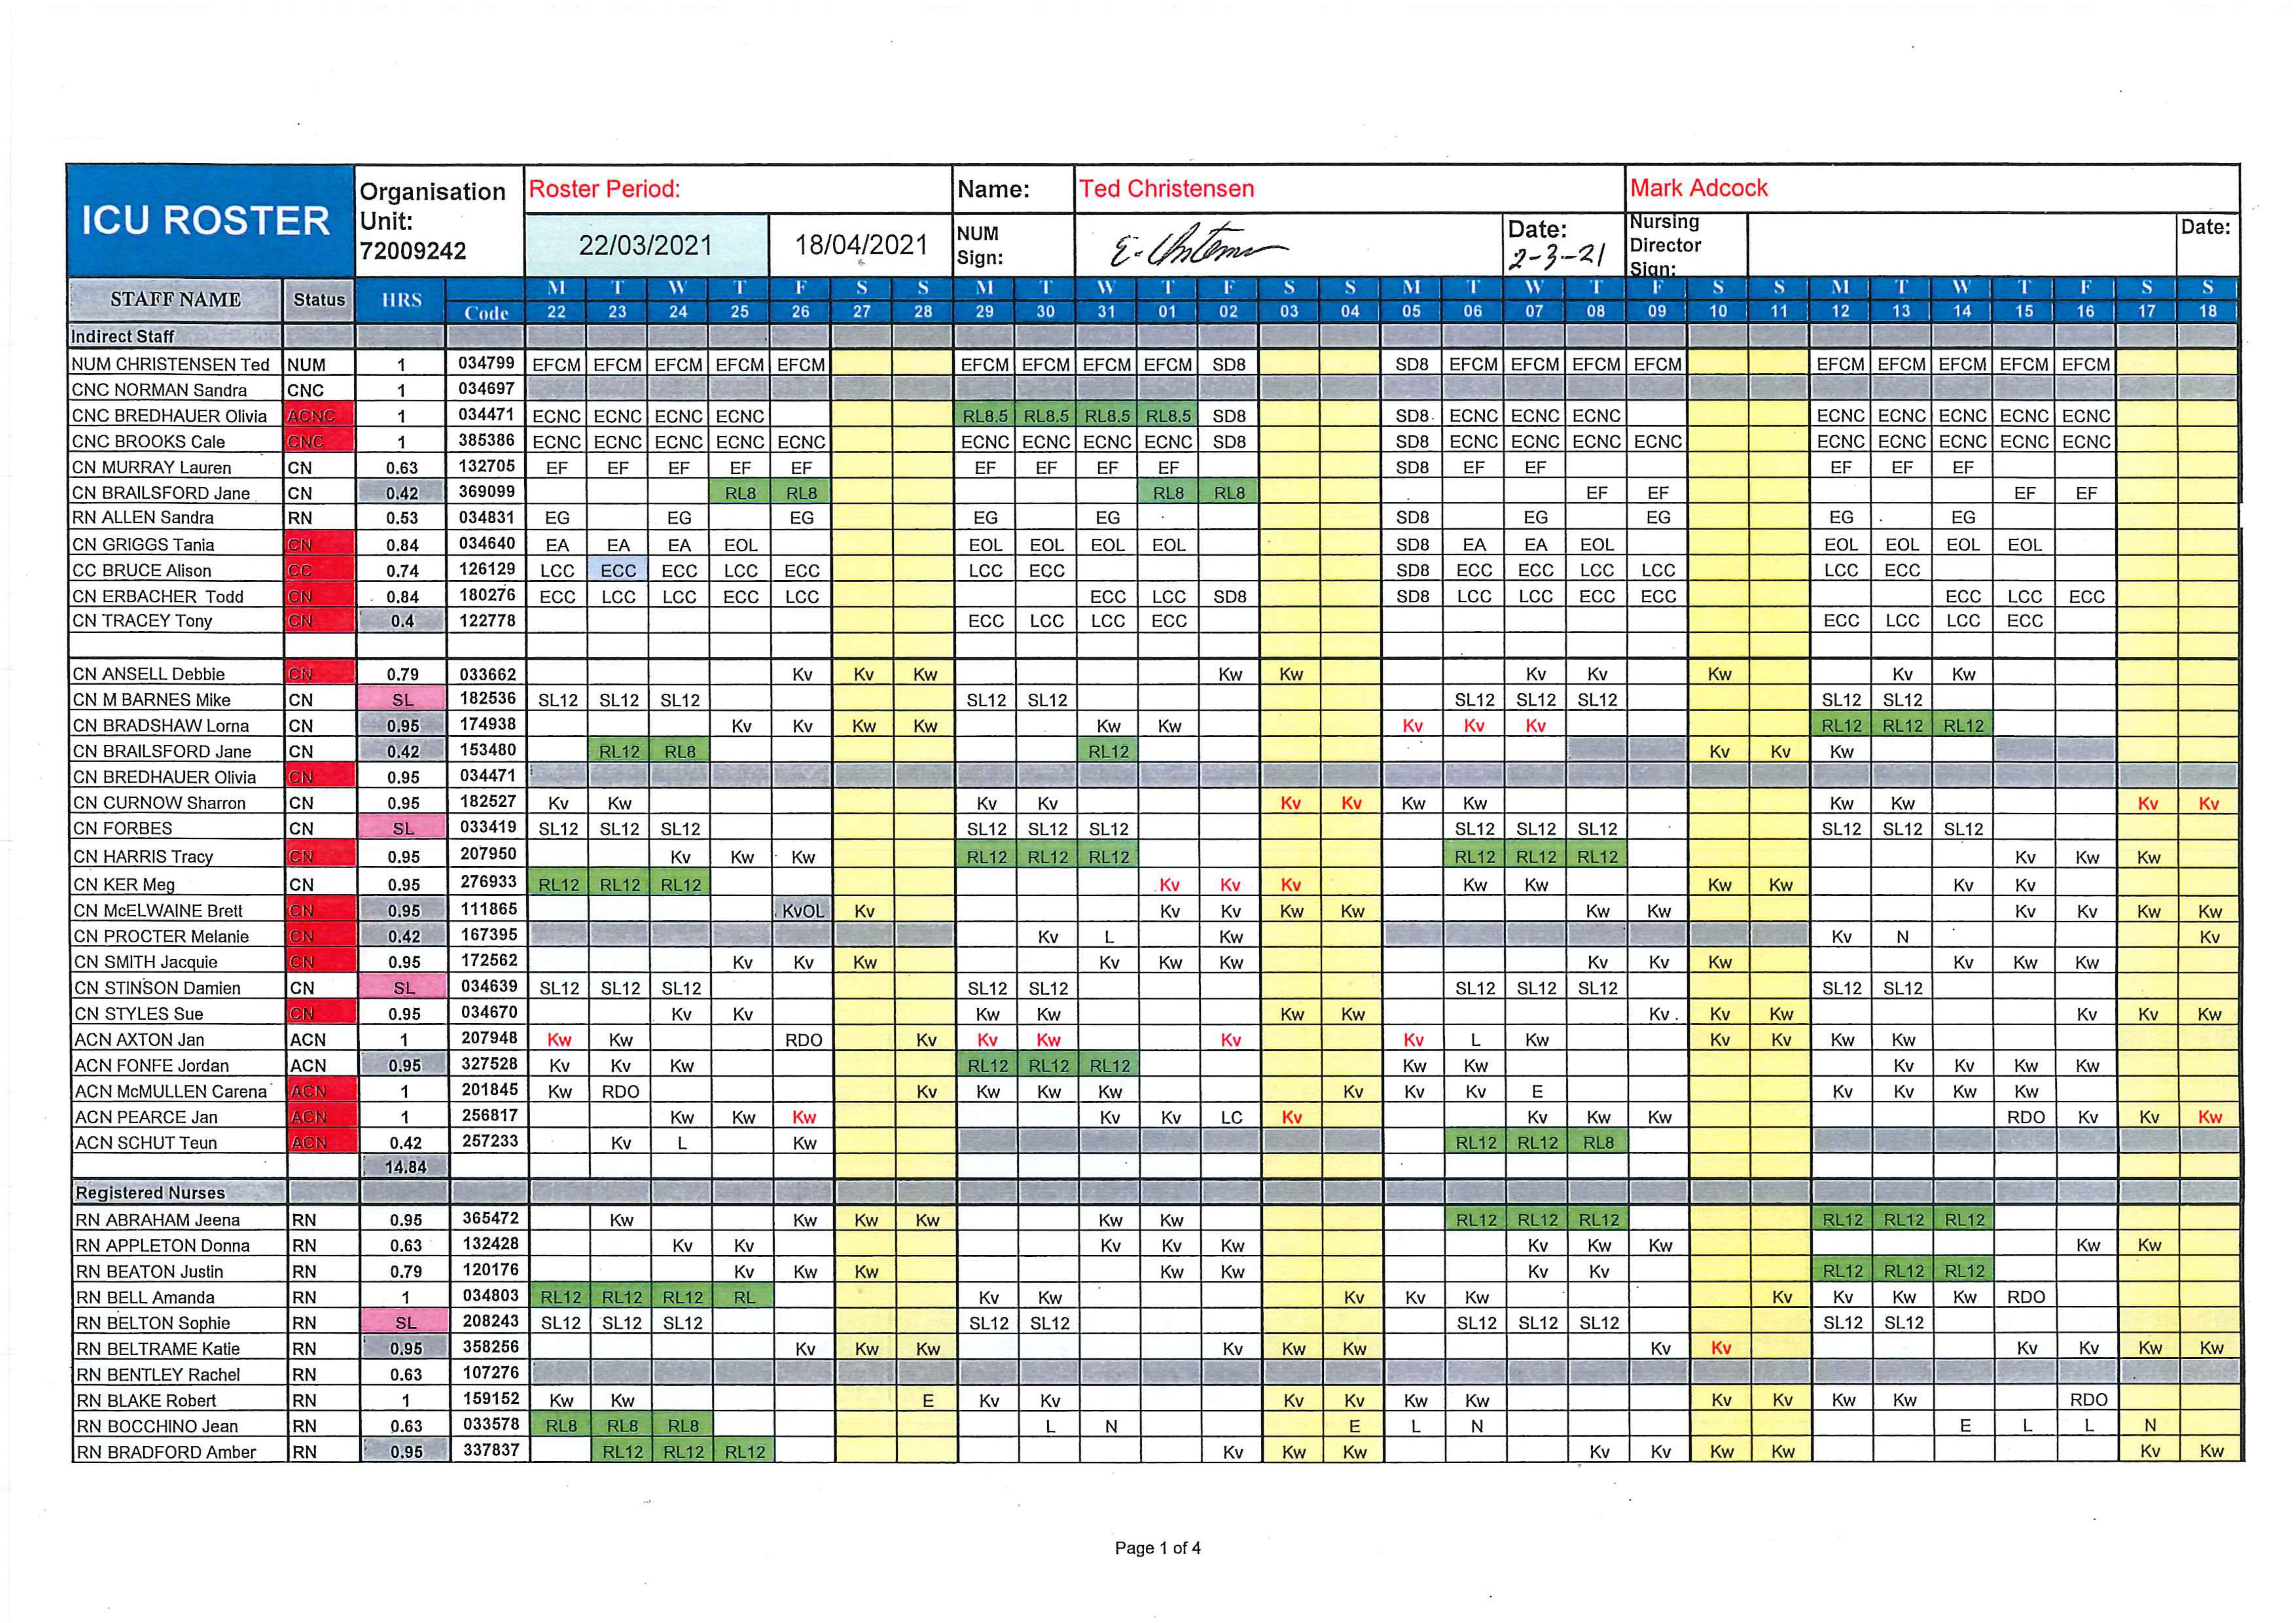 ICU ROSTER Organisation Unit: 72009242 Roster Period: Name: Ted Christensen Mark Adcock
22/03/2021 18/04/2021 NUM Sign: Date: 2-3-21 Nursing Director Sign: Date:
STAFF NAME Status HRS Code M T W T F S S M T W T F S S M T W T F S S M T W T F S S
22 23 24 25 26 27 28 29 30 31 01 02 03 04 05 06 07 08 09 10 11 12 13 14 15 16 17 18
Indirect Staff
NUM CHRISTENSEN Ted NUM 1 034799 EFCM EFCM EFCM EFCM EFCM EFCM EFCM EFCM EFCM SD8 SD8 EFCM EFCM EFCM EFCM EFCM EFCM EFCM EFCM EFCM
CNC NORMAN Sandra CNC 1 034697
CNC BREDHAUER Olivia ACNC 1 034471 ECNC ECNC ECNC ECNC RL8.5 RL8.5 RL8.5 RL8.5 SD8 SD8 ECNC ECNC ECNC ECNC ECNC ECNC ECNC ECNC
CNC BROOKS Cale CNC 1 385386 ECNC ECNC ECNC ECNC ECNC ECNC ECNC ECNC ECNC SD8 SD8 ECNC ECNC ECNC ECNC ECNC ECNC ECNC ECNC ECNC
CN MURRAY Lauren CN 0.63 132705 EF EF EF EF EF EF EF EF EF SD8 EF EF EF EF EF
CN BRAILSFORD Jane CN 0.42 369099 RL8 RL8 RL8 RL8 EF EF EF EF
RN ALLEN Sandra RN 0.53 034831 EG EG EG EG EG SD8 EG EG EG EG
CN GRIGGS Tania CN 0.84 034640 EA EA EA EOL EOL EOL EOL EOL SD8 EA EA EOL EOL EOL EOL EOL
CC BRUCE Alison CC 0.74 126129 LCC ECC ECC LCC ECC LCC ECC SD8 ECC ECC LCC LCC LCC ECC
CN ERBACHER Todd CN 0.84 180276 ECC LCC LCC ECC LCC ECC LCC SD8 SD8 LCC LCC ECC ECC ECC LCC ECC
CN TRACEY Tony CN 0.4 122778 ECC LCC LCC ECC ECC LCC LCC ECC
CN ANSELL Debbie CN 0.79 033662 Kv Kv Kw Kw Kw Kv Kv Kw Kv Kw
CN M BARNES Mike CN SL 182536 SL12 SL12 SL12 SL12 SL12 SL12 SL12 SL12 SL12 SL12
CN BRADSHAW Lorna CN 0.95 174938 Kv Kv Kw Kw Kw Kw Kv Kv Kv RL12 RL12 RL12
CN BRAILSFORD Jane CN 0.42 153480 RL12 RL8 RL12 Kv Kv Kw
CN BREDHAUER Olivia CN 0.95 034471
CN CURNOW Sharron CN 0.95 182527 Kv Kw Kv Kv Kv Kv Kw Kw Kw Kw Kv Kv
CN FORBES CN SL 033419 SL12 SL12 SL12 SL12 SL12 SL12 SL12 SL12 SL12 SL12 SL12 SL12
CN HARRIS Tracy CN 0.95 207950 Kv Kw Kw RL12 RL12 RL12 RL12 RL12 RL12 Kv Kw Kw
CN KER Meg CN 0.95 276933 RL12 RL12 RL12 Kv Kv Kv Kw Kw Kw Kw Kv Kv
CN McELWAINE Brett CN 0.95 111865 KvOL Kv Kv Kv Kw Kw Kw Kw Kv Kv Kw Kw
CN PROCTER Melanie CN 0.42 167395 Kv L Kw Kv N Kv
CN SMITH Jacquie CN 0.95 172562 Kv Kv Kw Kv Kw Kw Kv Kv Kw Kv Kw Kw
CN STINSON Damien CN SL 034639 SL12 SL12 SL12 SL12 SL12 SL12 SL12 SL12 SL12 SL12
CN STYLES Sue CN 0.95 034670 Kv Kv Kw Kw Kw Kw Kv Kv Kw Kv Kv Kw
ACN AXTON Jan ACN 1 207948 Kw Kw RDO Kv Kv Kw Kv Kv L Kw Kv Kv Kw Kw
ACN FONFE Jordan ACN 0.95 327528 Kv Kv Kw RL12 RL12 RL12 Kw Kw Kv Kv Kw Kw
ACN McMULLEN Carena ACN 1 201845 Kw RDO Kv Kw Kw Kw Kv Kv Kv E Kv Kv Kw Kw
ACN PEARCE Jan ACN 1 256817 Kw Kw Kw Kv Kv LC Kv Kv Kw Kw RDO Kv Kv Kw
ACN SCHUT Teun ACN 0.42 257233 Kv L Kw RL12 RL12 RL8
14.84
Registered Nurses
RN ABRAHAM Jeena RN 0.95 365472 Kw Kw Kw Kw Kw Kw RL12 RL12 RL12 RL12 RL12 RL12
RN APPLETON Donna RN 0.63 132428 Kv Kv Kv Kv Kw Kv Kw Kw Kw Kw
RN BEATON Justin RN 0.79 120176 Kv Kw Kw Kw Kw Kv Kv RL12 RL12 RL12
RN BELL Amanda RN 1 034803 RL12 RL12 RL12 RL Kv Kw Kv Kv Kw Kv Kv Kw Kw RDO
RN BELTON Sophie RN SL 208243 SL12 SL12 SL12 SL12 SL12 SL12 SL12 SL12 SL12 SL12
RN BELTRAME Katie RN 0.95 358256 Kv Kw Kw Kv Kw Kw Kv Kv Kv Kv Kw Kw
RN BENTLEY Rachel RN 0.63 107276
RN BLAKE Robert RN 1 159152 Kw Kw E Kv Kv Kv Kv Kw Kw Kv Kv Kw Kw RDO
RN BOCCHINO Jean RN 0.63 033578 RL8 RL8 RL8 L N E L N E L L N
RN BRADFORD Amber RN 0.95 337837 RL12 RL12 RL12 Kv Kw Kw Kv Kv Kw Kw Kv Kw
Page 1 of 4